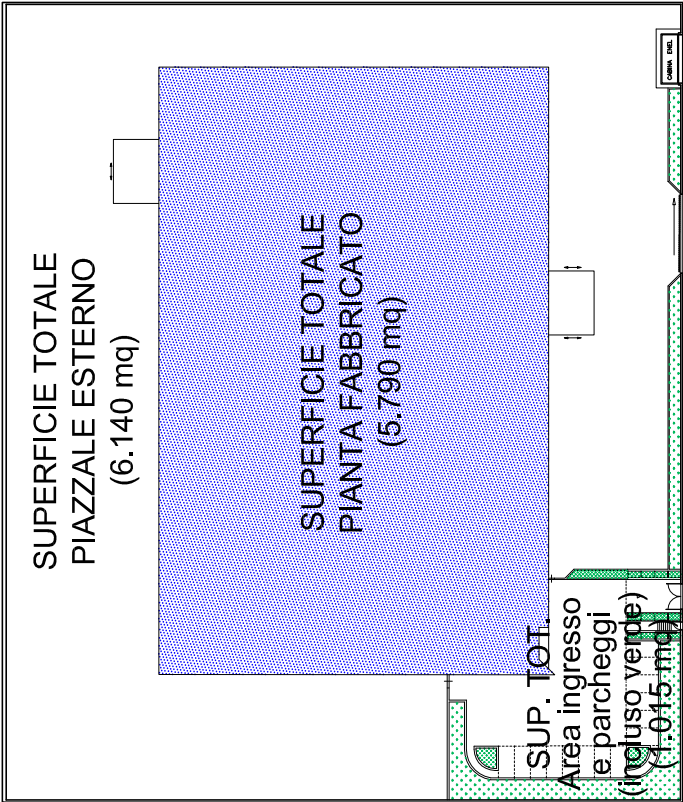 SUPERFICIE TOTALE
PIAZZALE ESTERNO
(6.140 mq)
SUPERFICIE TOTALE
PIANTA FABBRICATO
(5.790 mq)
SUP. TOT.
Area ingresso
e parcheggi
(incluso verde)
(1.015 mq)
CABINA ENEL